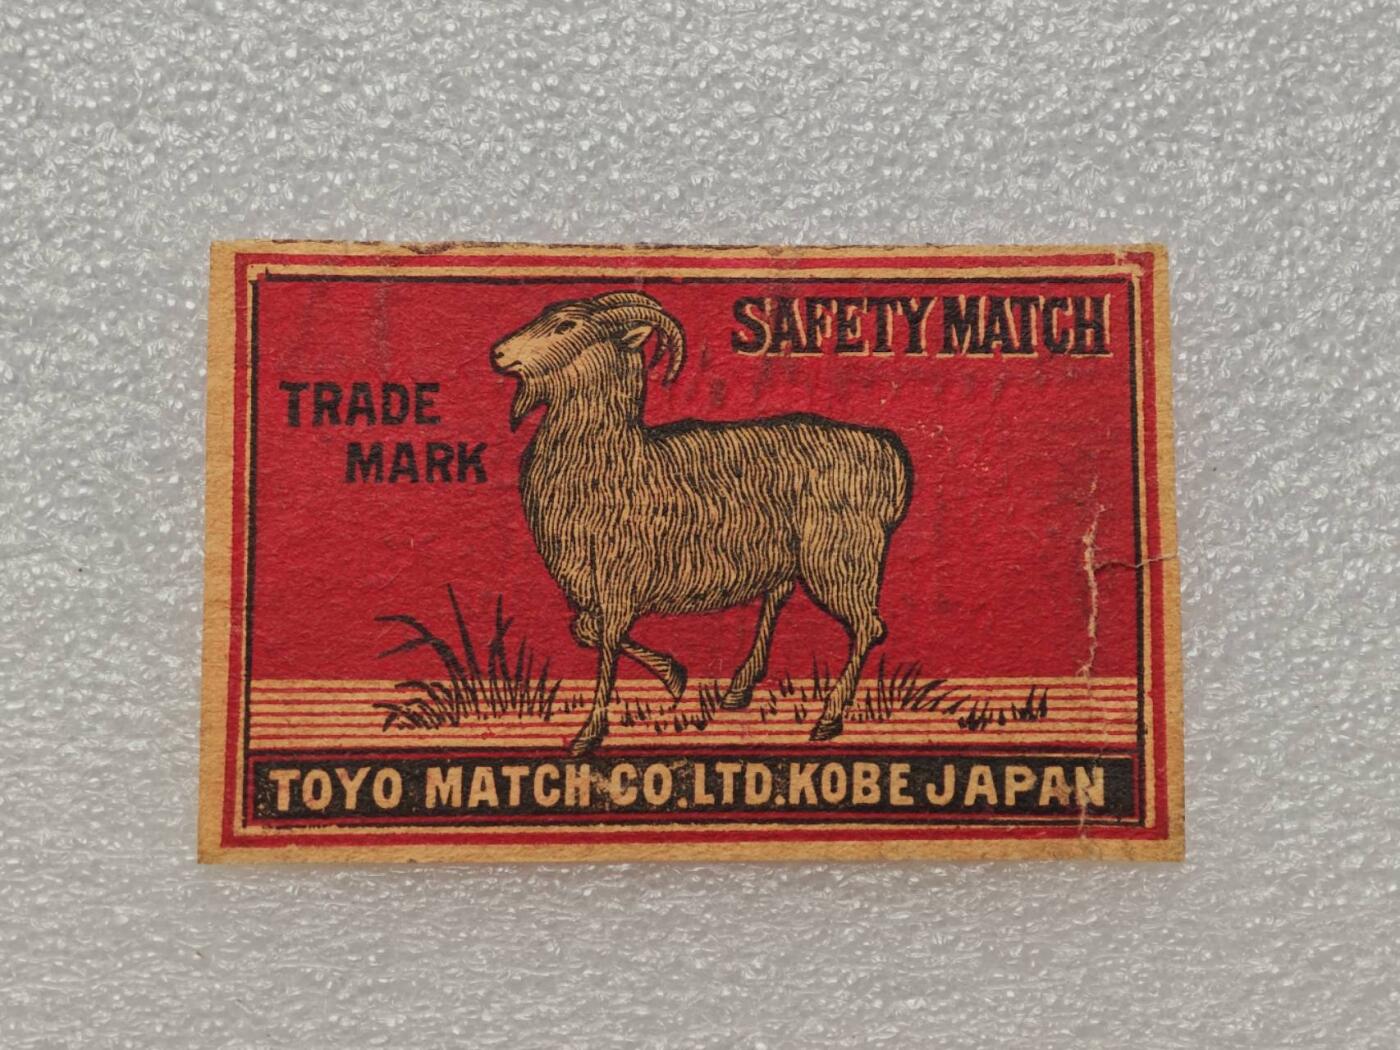 SAFETY MATCH
TRADE
MARK
TOYO MATCH CO.LTD.KOBE JAPAN